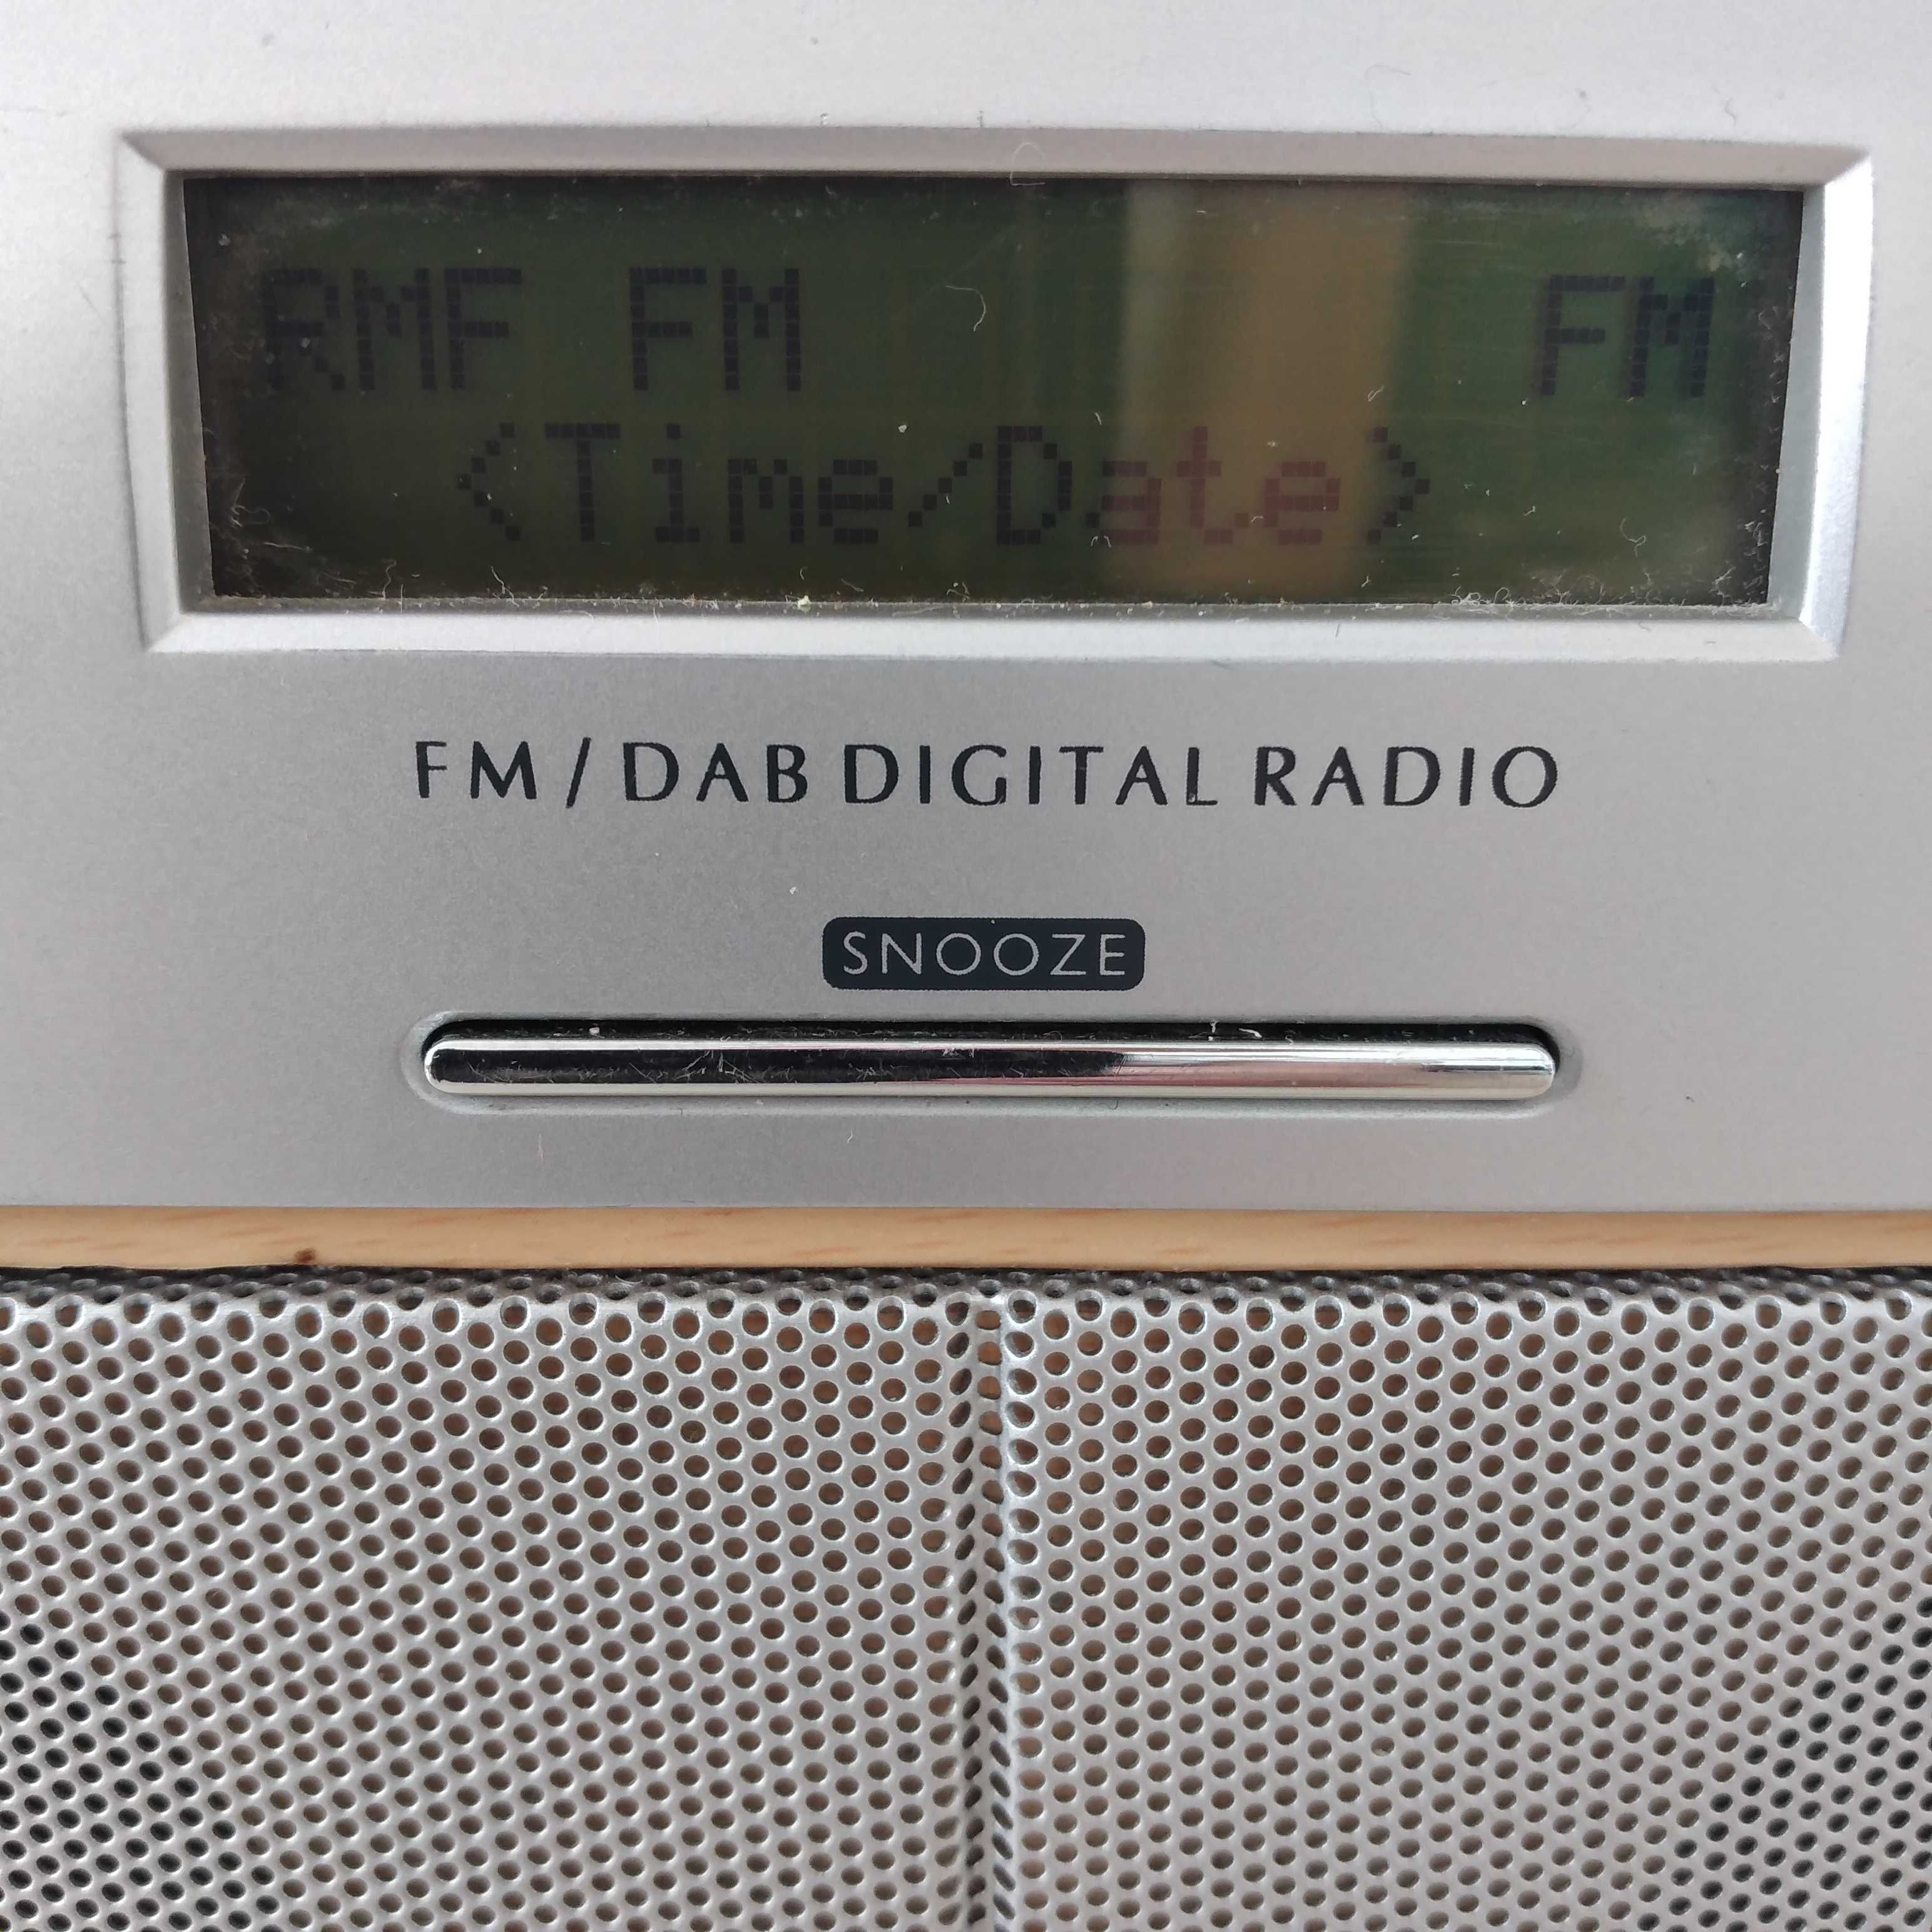 RMF FM FM
<Time/Date>
FM/DAB DIGITAL RADIO
SNOOZE